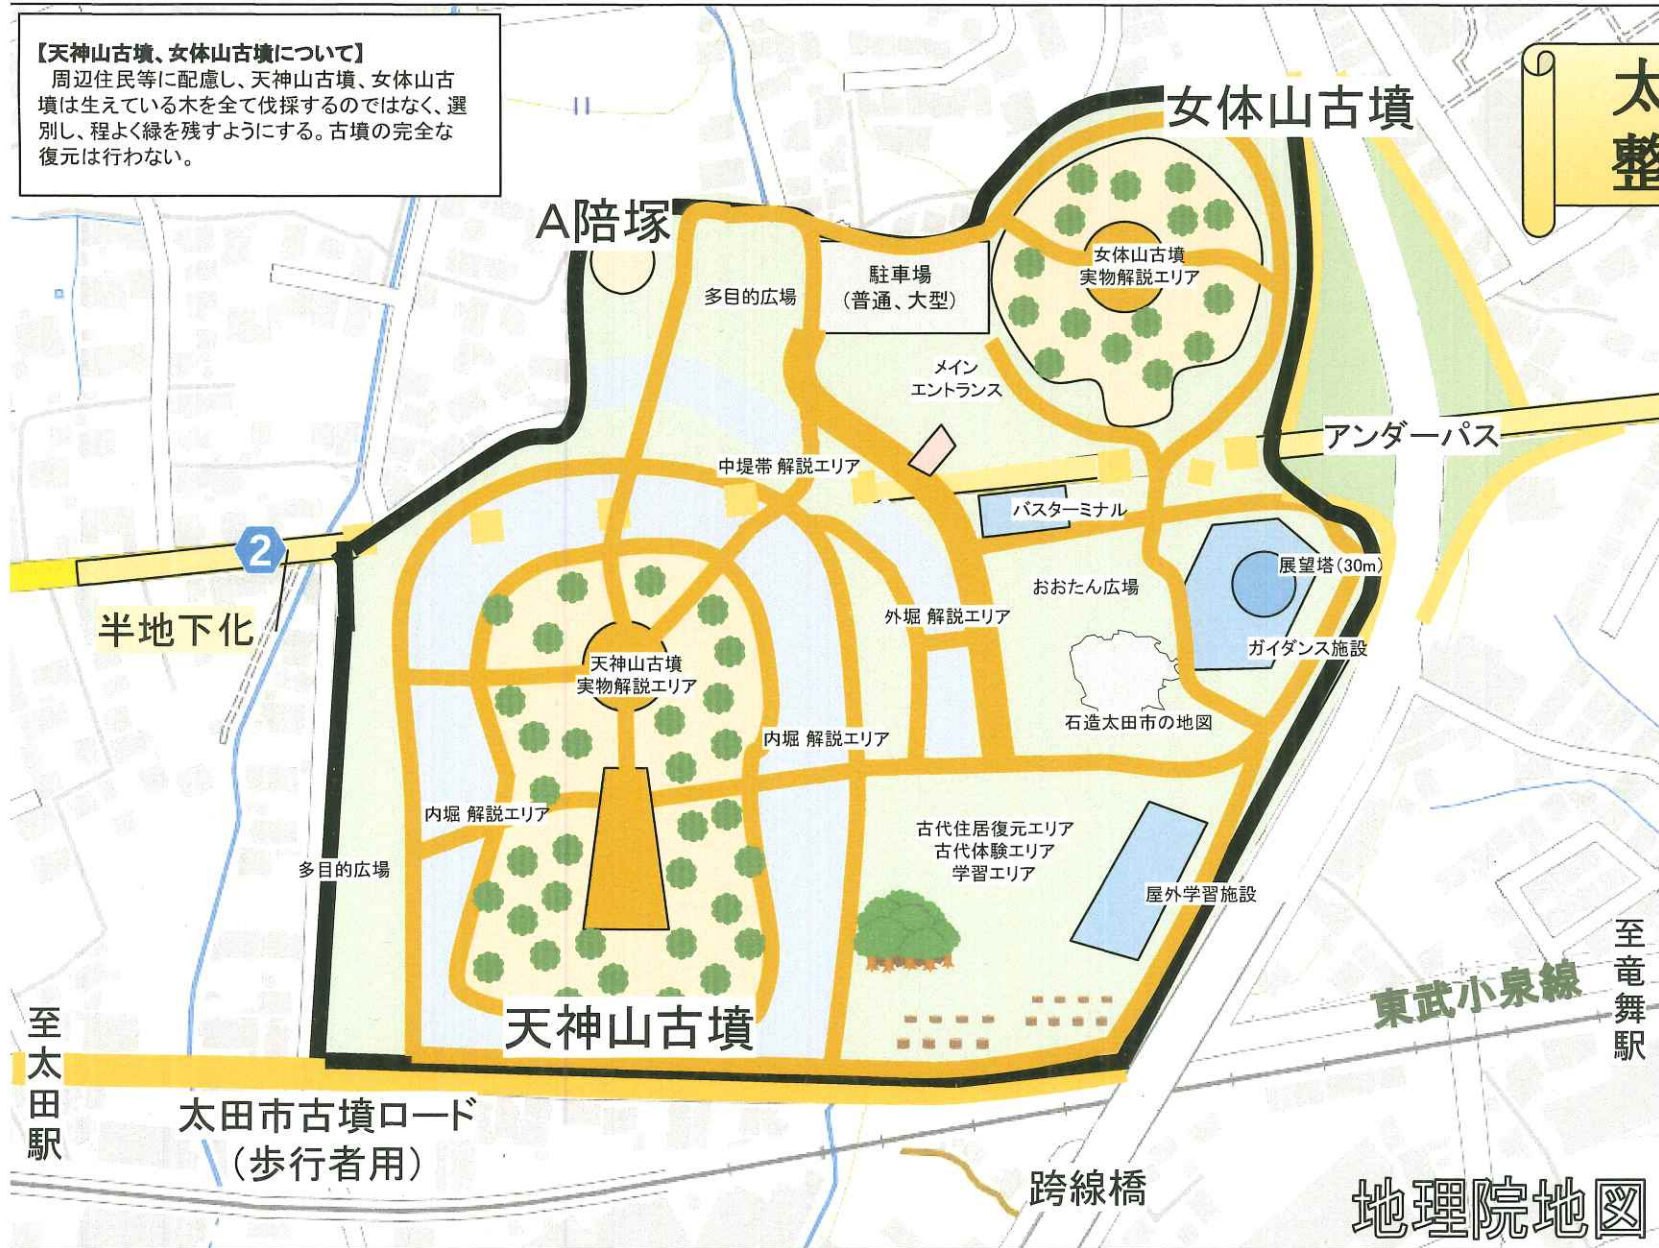 【天神山古墳、女体山古墳について】
周辺住民等に配慮し、天神山古墳、女体山古
墳は生えている木を全て伐採するのではなく、選
別し、程よく緑を残すようにする。古墳の完全な
復元は行わない。
太
整
女体山古墳
A陪塚
女体山古墳
実物解説エリア
駐車場
(普通、大型)
多目的広場
メイン
エントランス
アンダーパス
中堤帯 解説エリア
バスターミナル
2
半地下化
展望塔(30m)
おおたん広場
外堀 解説エリア
ガイダンス施設
天神山古墳
実物解説エリア
石造太田市の地図
内堀 解説エリア
内堀 解説エリア
古代住居復元エリア
古代体験エリア
学習エリア
多目的広場
屋外学習施設
天神山古墳
東武小泉線
至竜舞駅
至太田駅
太田市古墳ロード
(歩行者用)
跨線橋
地理院地図